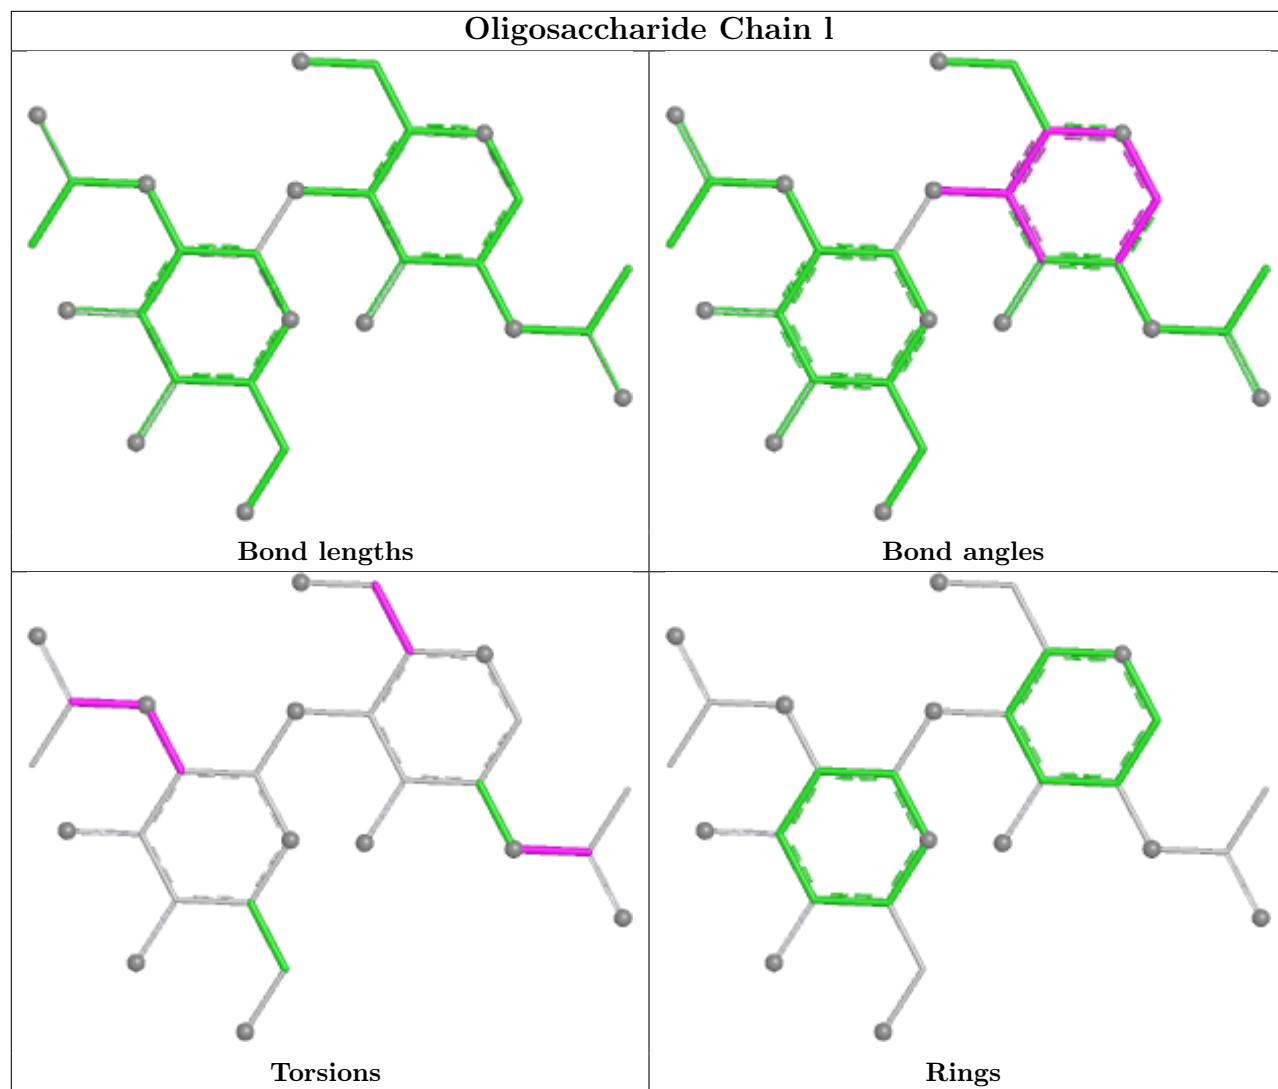 Oligosaccharide Chain l
Bond lengths
Bond angles
Torsions
Rings